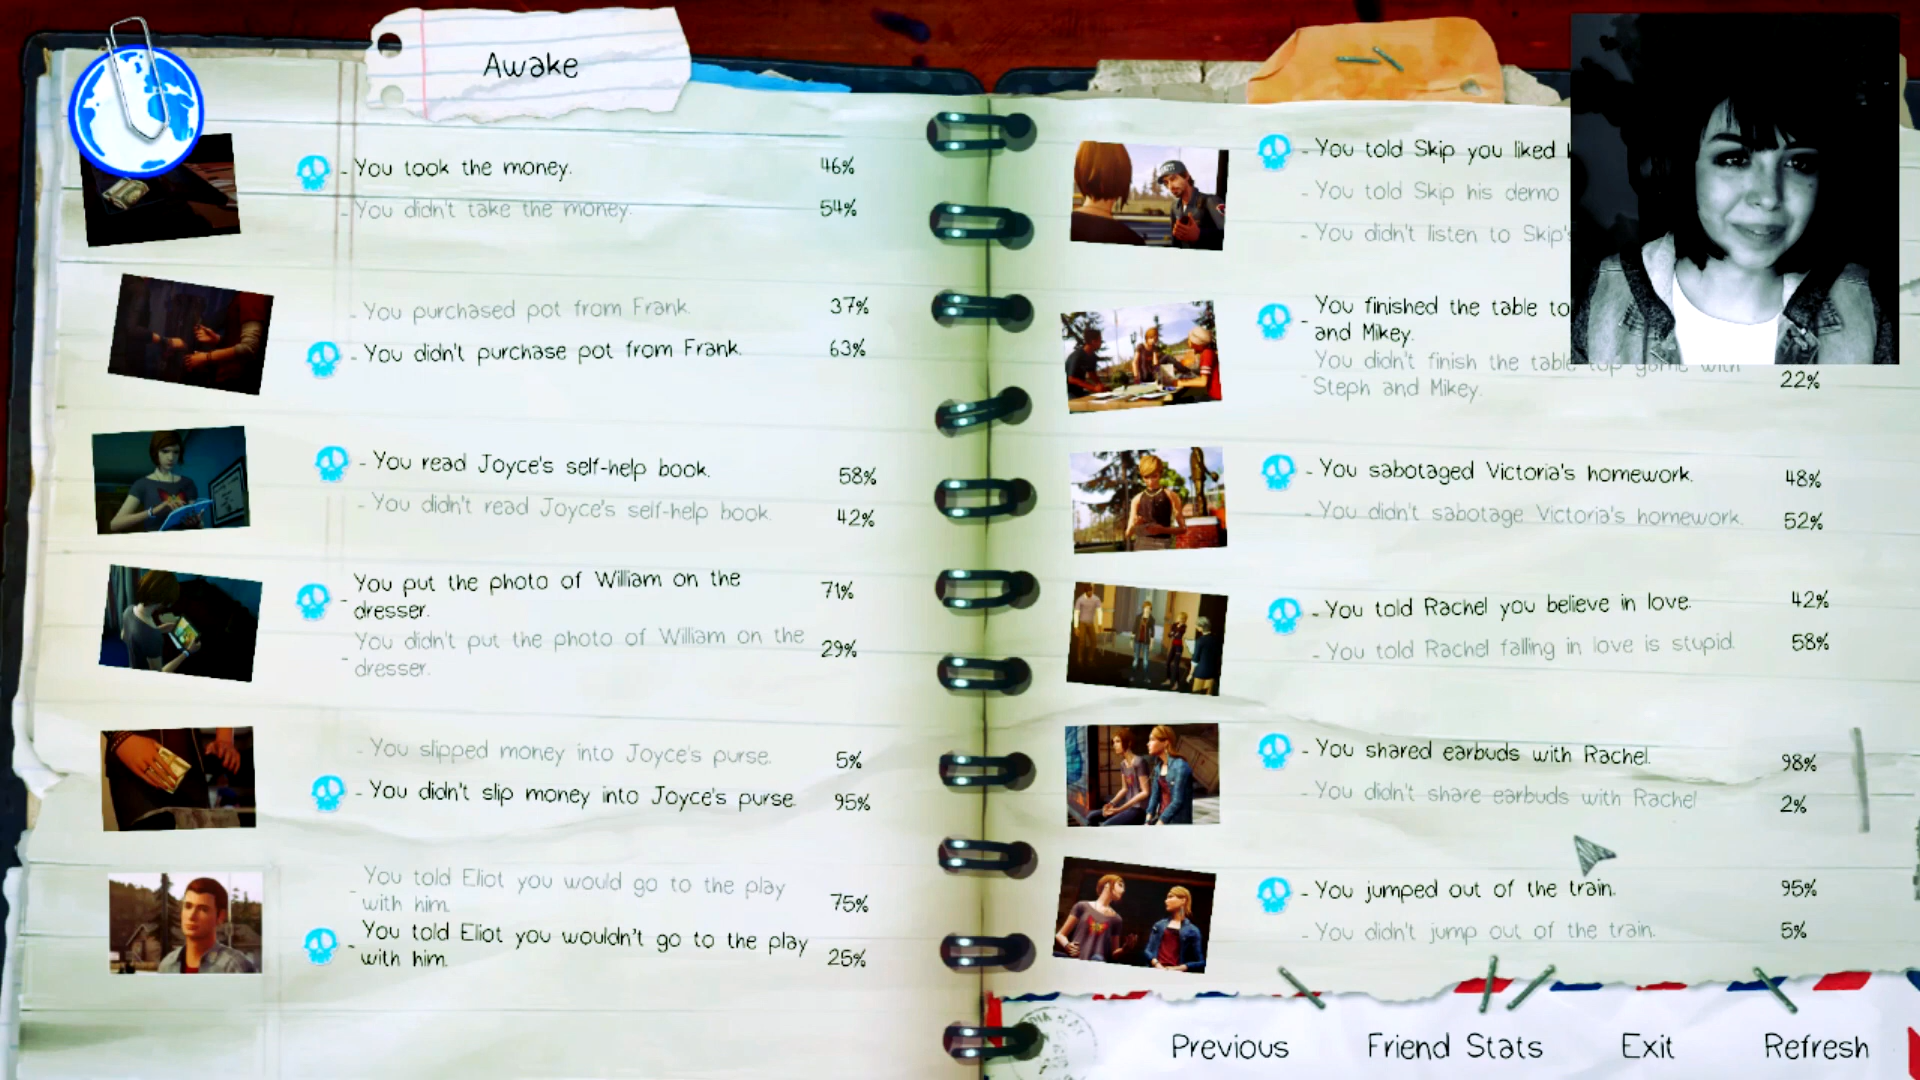 Awake
You took the money. 46%
You didn't take the money. 54%
You purchased pot from Frank. 37%
You didn't purchase pot from Frank. 63%
- You read Joyce's self-help book. 58%
- You didn't read Joyce's self-help book. 42%
- You put the photo of William on the 71%
dresser.
- You didn't put the photo of William on the 29%
dresser.
- You slipped money into Joyce's purse. 5%
- You didn't slip money into Joyce's purse. 95%
- You told Eliot you would go to the play 75%
with him.
- You told Eliot you wouldn't go to the play 25%
with him.
- You told Skip you liked
- You told Skip his demo
- You didn't listen to Skip's
- You finished the table to
and Mikey.
- You didn't finish the table top game with 22%
Steph and Mikey.
- You sabotaged Victoria's homework. 48%
- You didn't sabotage Victoria's homework. 52%
- You told Rachel you believe in love. 42%
- You told Rachel falling in love is stupid. 58%
- You shared earbuds with Rachel. 98%
- You didn't share earbuds with Rachel 2%
- You jumped out of the train. 95%
- You didn't jump out of the train. 5%
Previous Friend Stats Exit Refresh